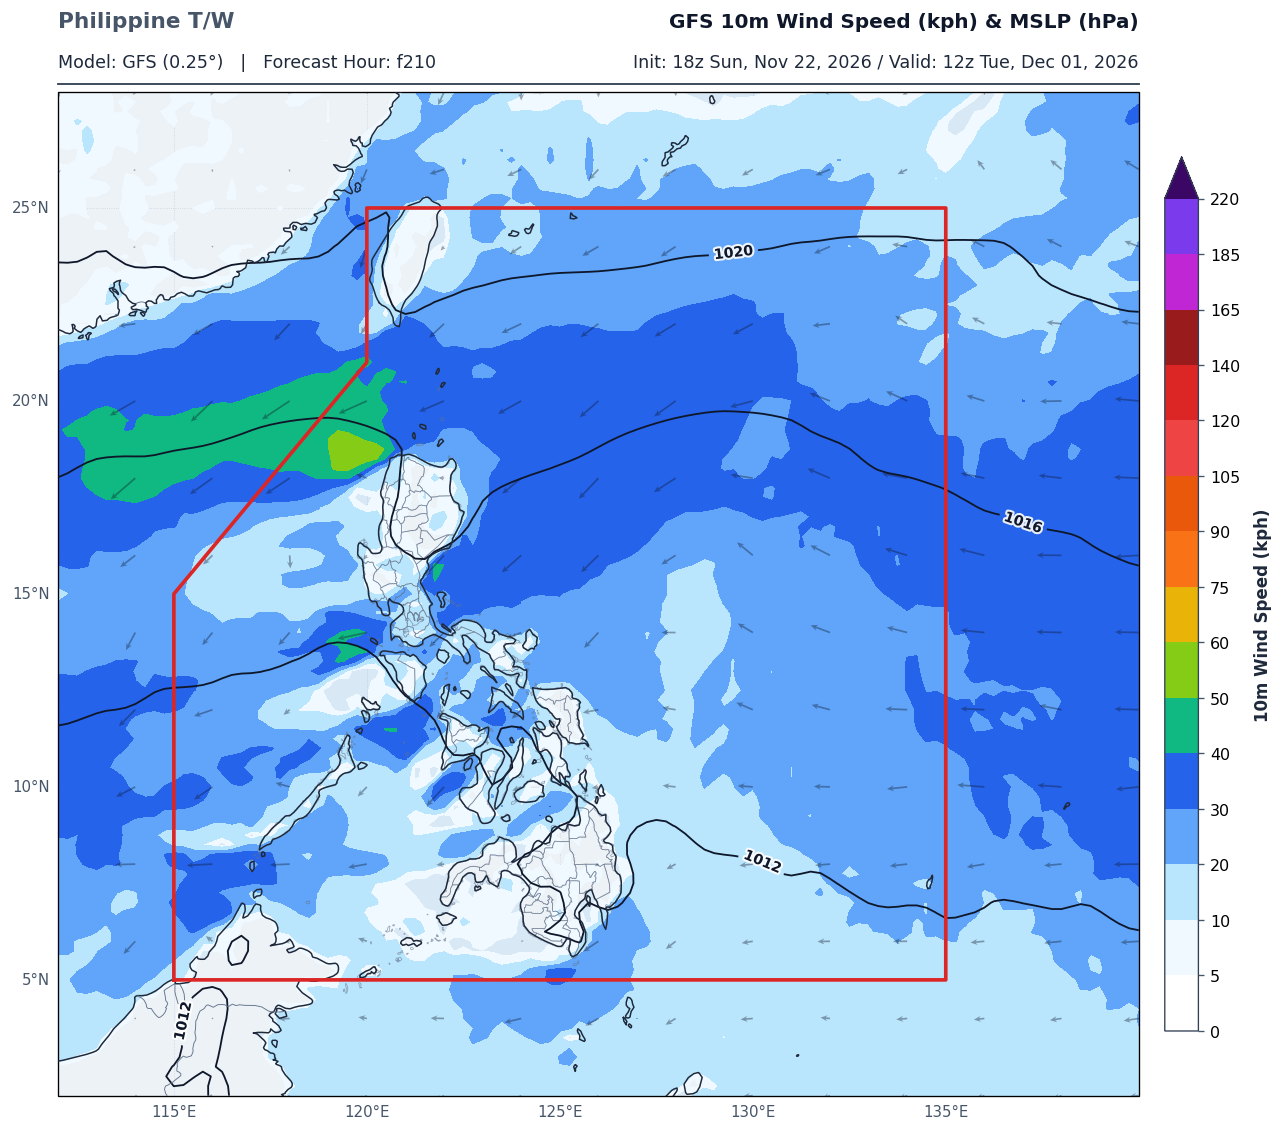 Philippine T/W
GFS 10m Wind Speed (kph) & MSLP (hPa)
Model: GFS (0.25°) | Forecast Hour: f210
Init: 18z Sun, Nov 22, 2026 / Valid: 12z Tue, Dec 01, 2026
25°N
20°N
15°N
10°N
5°N
115°E
120°E
125°E
130°E
135°E
1020
1016
1012
1012
220
185
165
140
120
105
90
75
60
50
40
30
20
10
5
0
10m Wind Speed (kph)